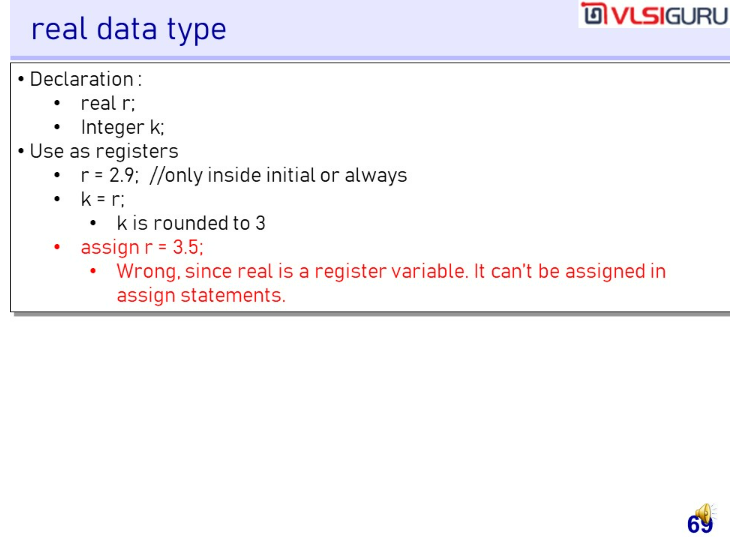 real data type
VLSIGURU
• Declaration :
• real r;
• Integer k;
• Use as registers
• r = 2.9; //only inside initial or always
• k = r;
• k is rounded to 3
• assign r = 3.5;
• Wrong, since real is a register variable. It can't be assigned in
assign statements.
69